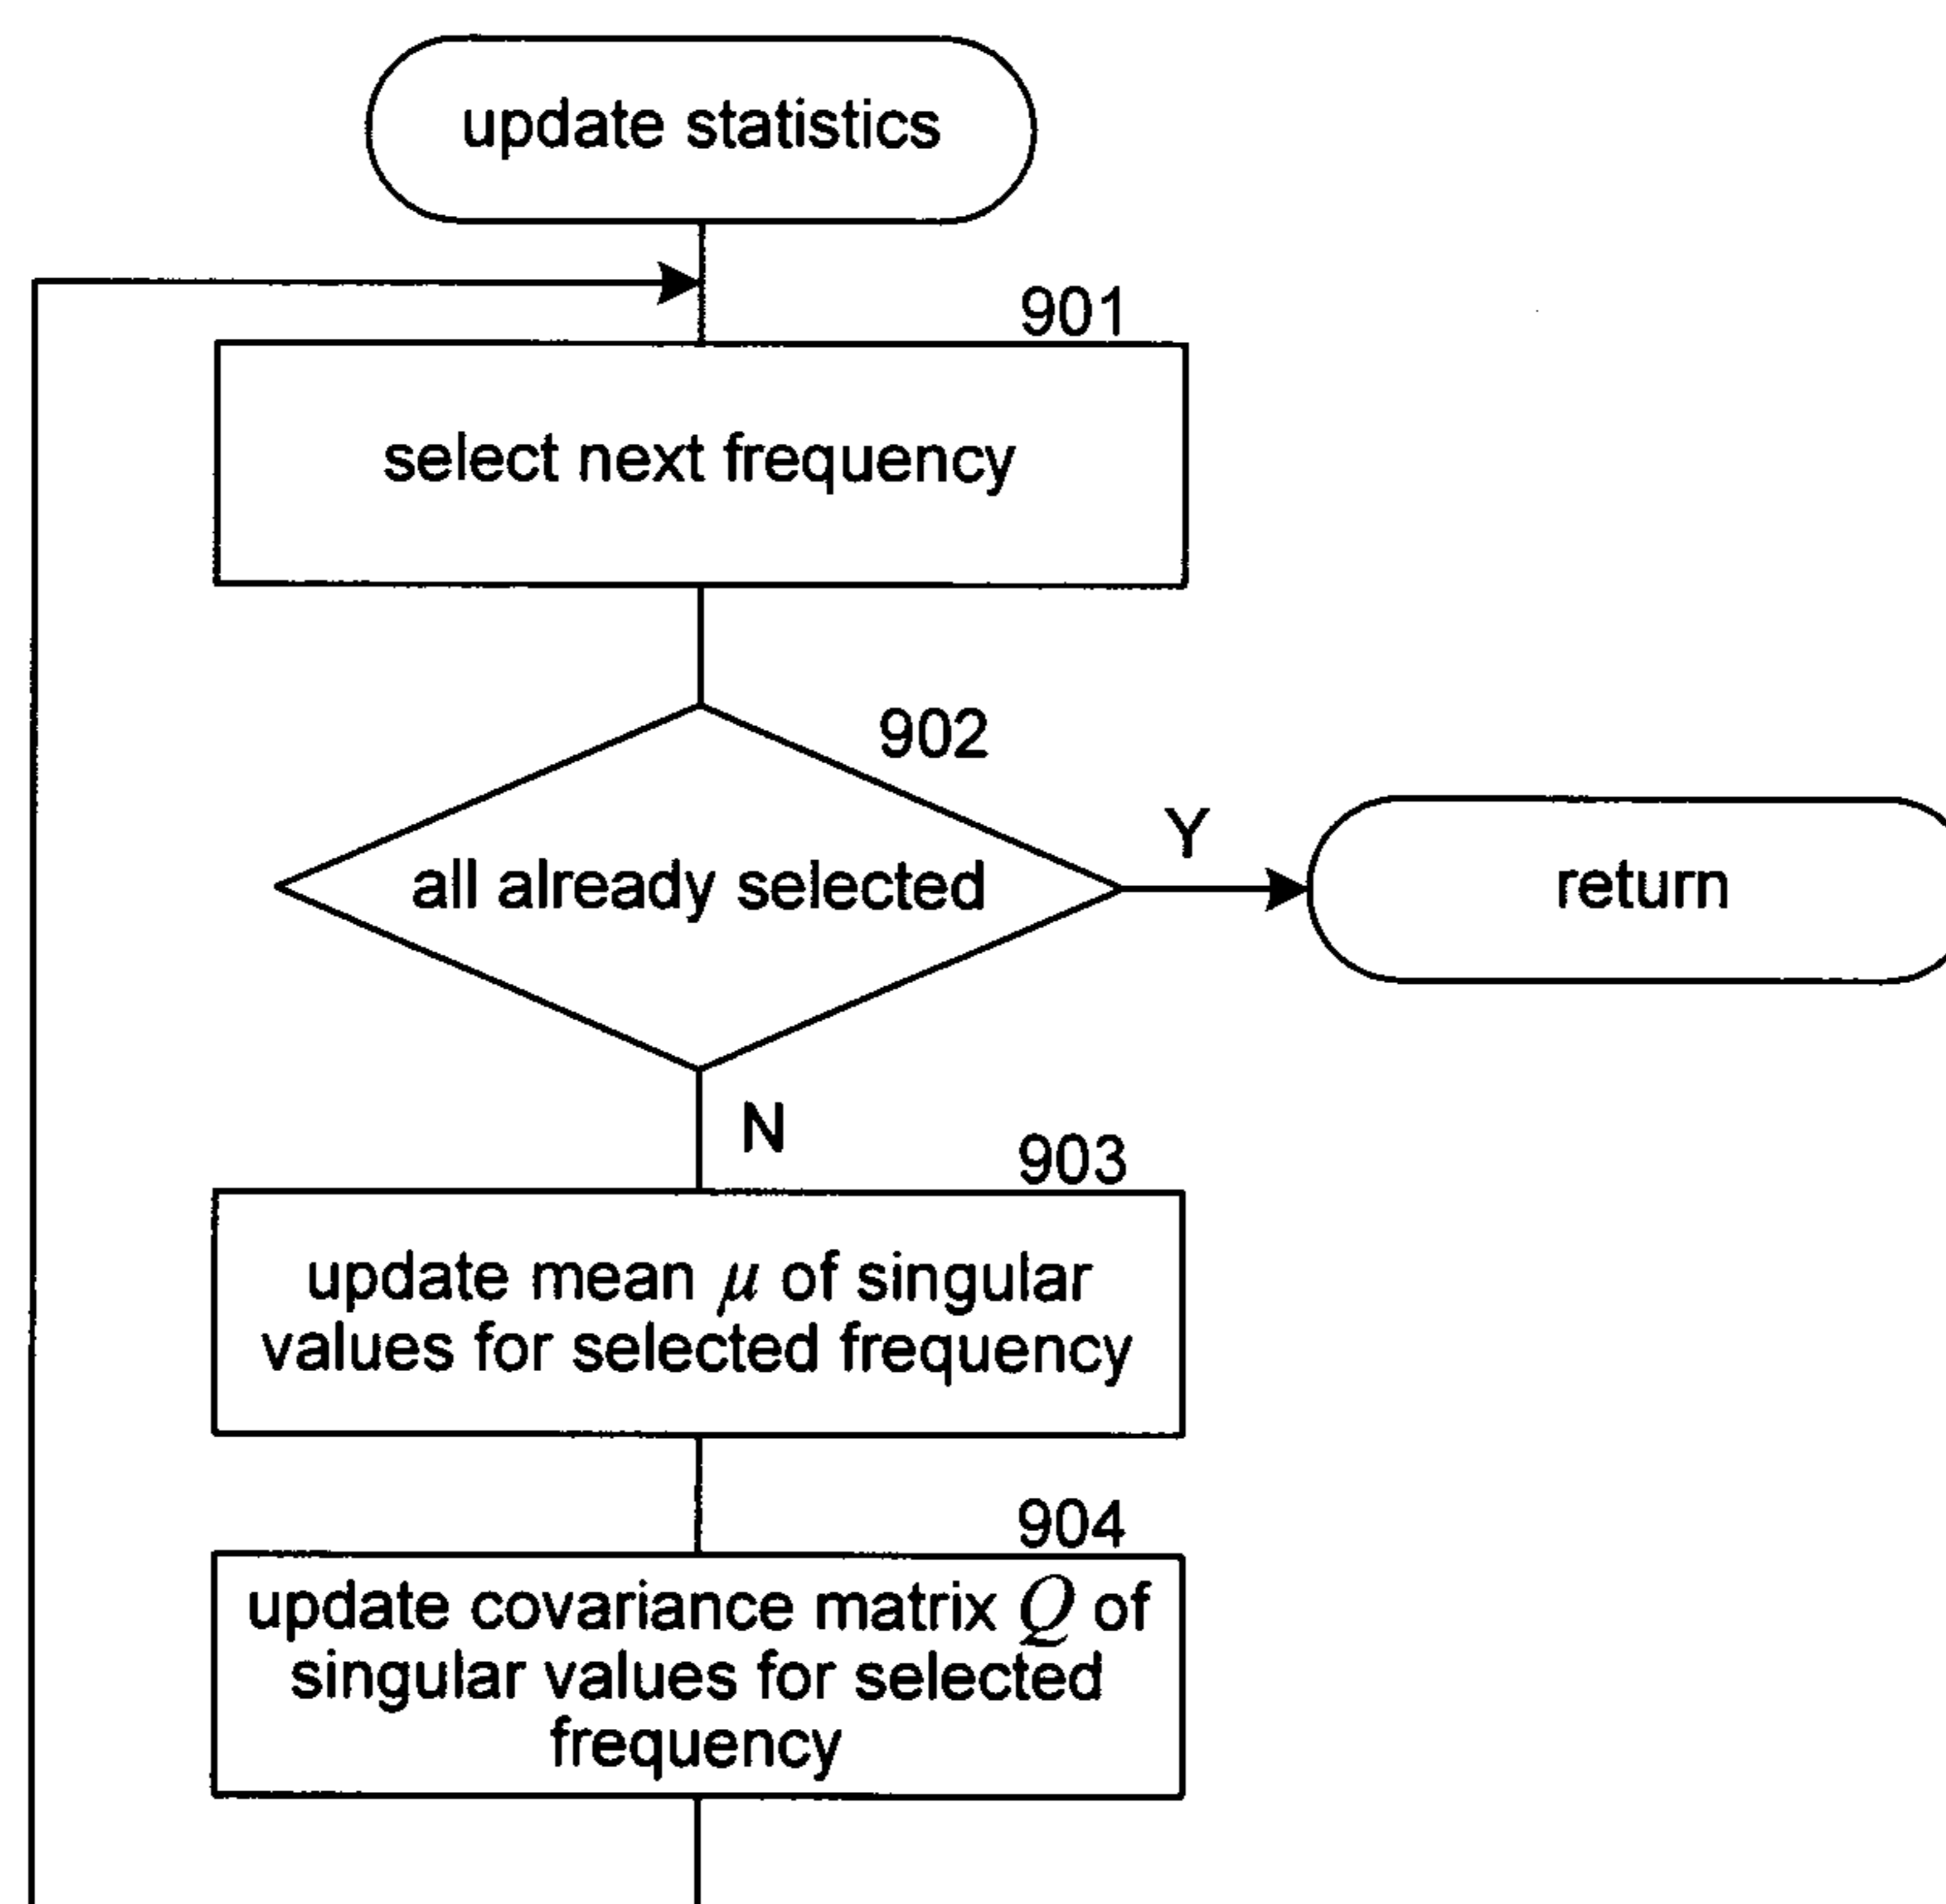 update statistics
901
select next frequency
902
all already selected
Y
return
N
903
update mean μ of singular
values for selected frequency
904
update covariance matrix Q of
singular values for selected
frequency